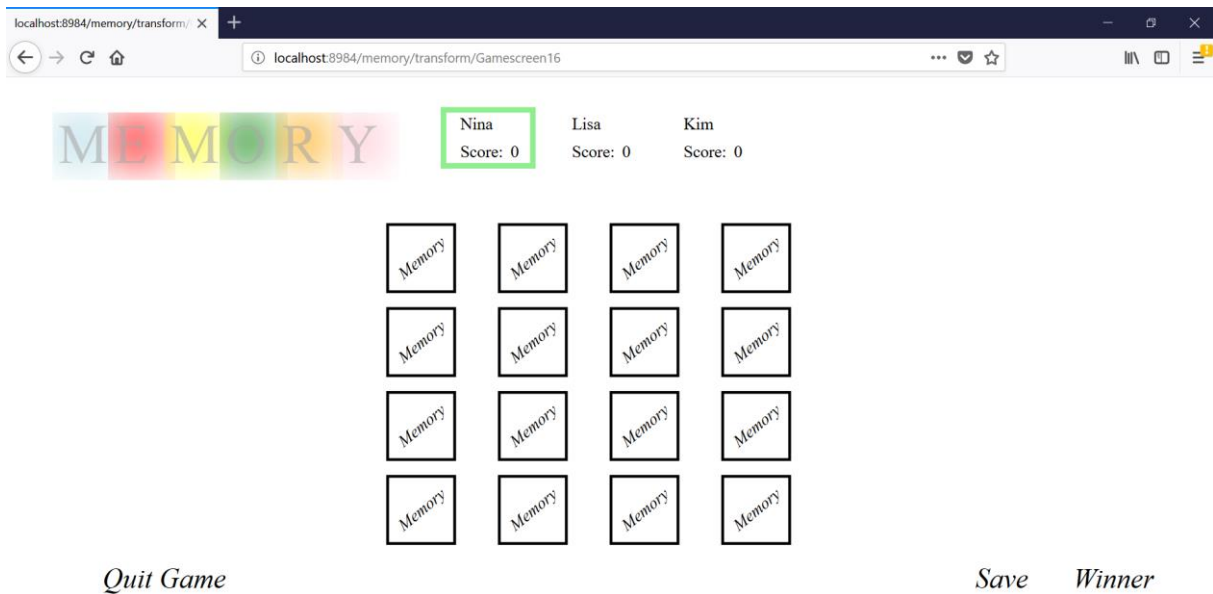 localhost:8984/memory/transform/
localhost:8984/memory/transform/Gamescreen16
MEMORY
Nina Lisa Kim
Score: 0 Score: 0 Score: 0
Memory Memory Memory Memory
Memory Memory Memory Memory
Memory Memory Memory Memory
Memory Memory Memory Memory
Quit Game Save Winner